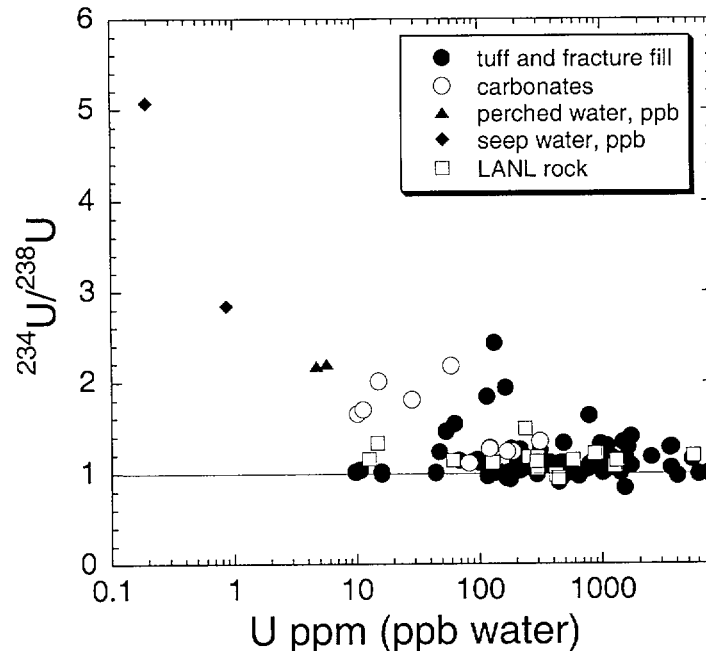 6
5
4
3
2
1
0
²³⁴U/²³⁸U
tuff and fracture fill
carbonates
perched water, ppb
seep water, ppb
LANL rock
0.1 1 10 100 1000
U ppm (ppb water)